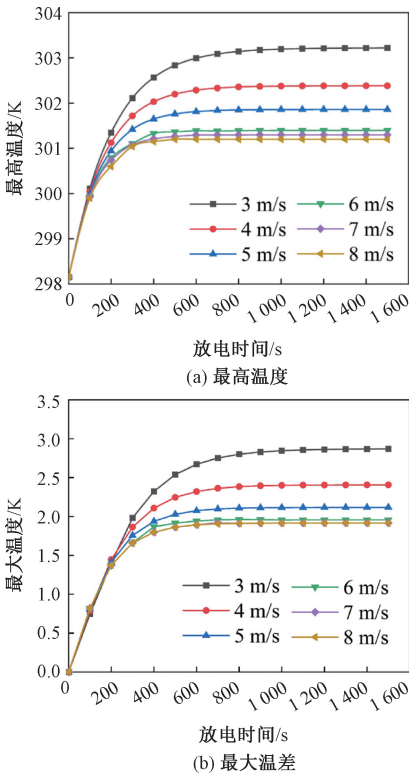 304
303
302
301
300
299
298
最高温度/K
3 m/s
6 m/s
4 m/s
7 m/s
5 m/s
8 m/s
0
200
400
600
800
1 000
1 200
1 400
1 600
放电时间/s
(a) 最高温度
3.5
3.0
2.5
2.0
1.5
1.0
0.5
0.0
最大温度/K
3 m/s
6 m/s
4 m/s
7 m/s
5 m/s
8 m/s
0
200
400
600
800
1 000
1 200
1 400
1 600
放电时间/s
(b) 最大温差